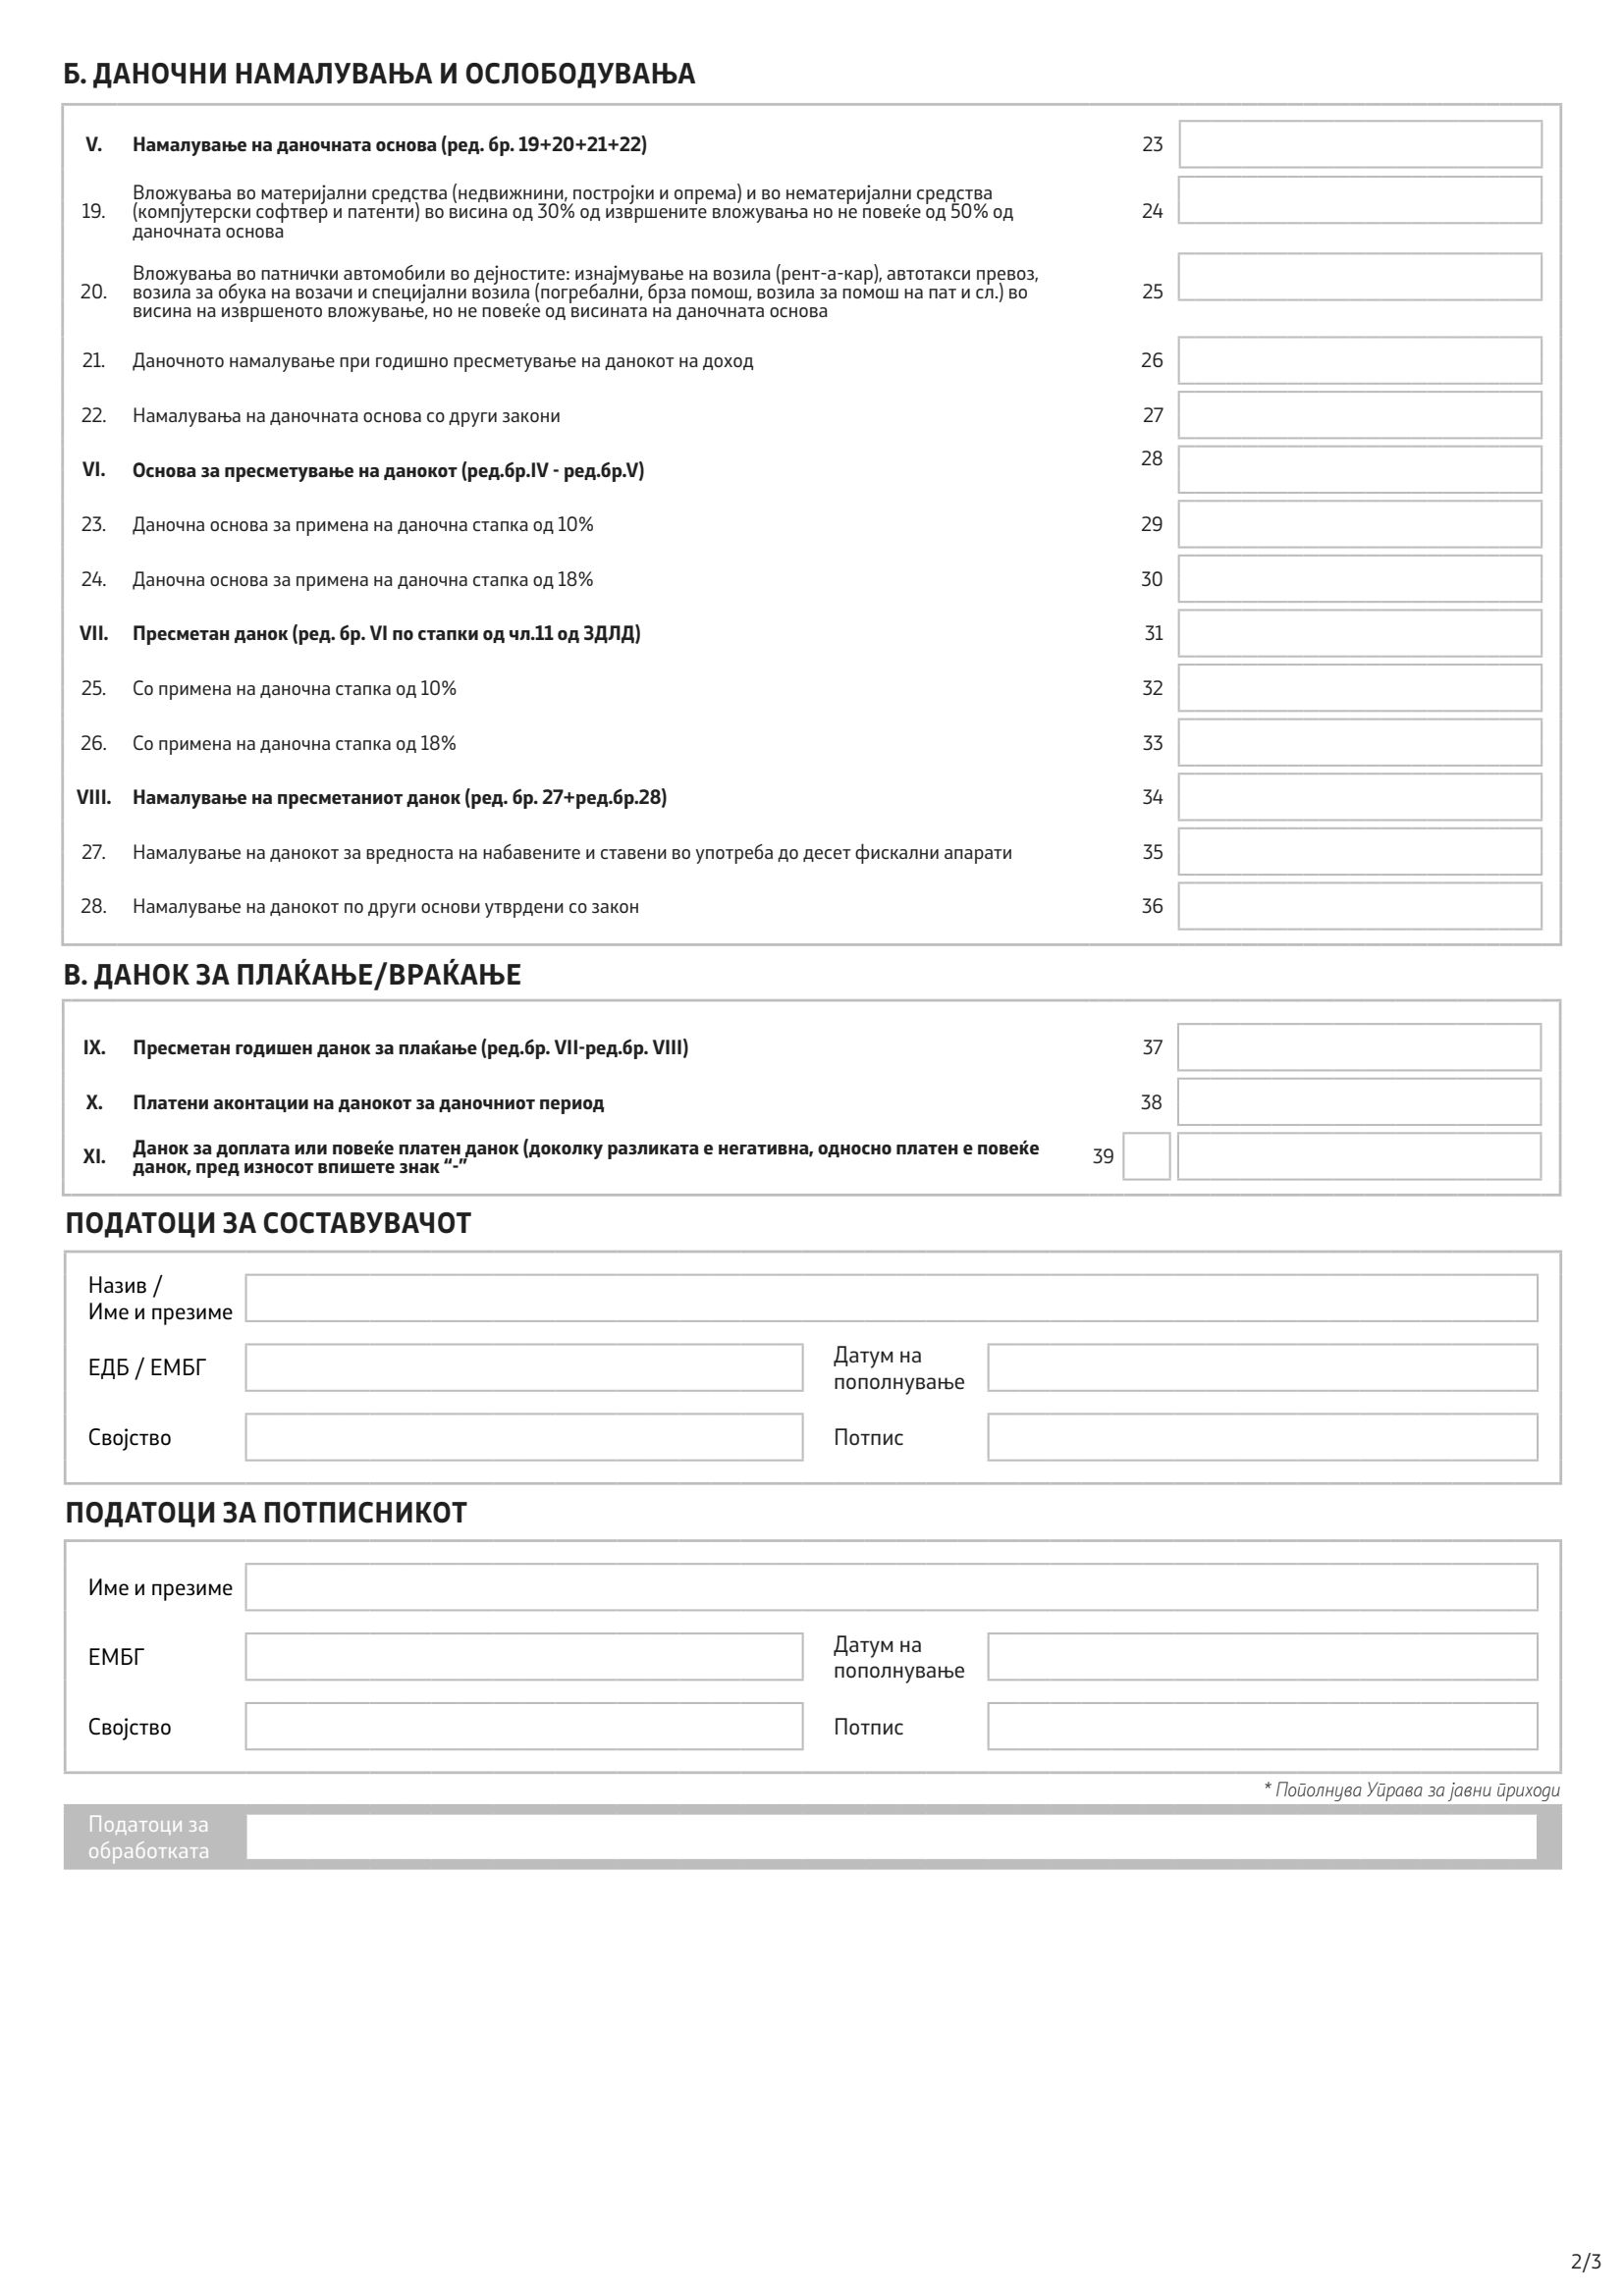 Б. ДАНОЧНИ НАМАЛУВАЊА И ОСЛОБОДУВАЊА
V. Намалување на даночната основа (ред. бр. 19+20+21+22) 23
Вложувања во материјални средства (недвижнини, постројки и опрема) и во нематеријални средства
19. (компјутерски софтвер и патенти) во висина од 30% од извршените вложувања но не повеќе од 50% од 24
даночната основа
Вложувања во патнички автомобили во дејностите: изнајмување на возила (рент-а-кар), автотакси превоз,
20. возила за обука на возачи и специјални возила (погребални, брза помош, возила за помош на пат и сл.) во 25
висина на извршеното вложување, но не повеќе од висината на даночната основа
21. Даночното намалување при годишно пресметување на данокот на доход 26
22. Намалувања на даночната основа со други закони 27
VI. Основа за пресметување на данокот (ред.бр.IV - ред.бр.V) 28
23. Даночна основа за примена на даночна стапка од 10% 29
24. Даночна основа за примена на даночна стапка од 18% 30
VII. Пресметан данок (ред. бр. VI по стапки од чл.11 од ЗДЛД) 31
25. Со примена на даночна стапка од 10% 32
26. Со примена на даночна стапка од 18% 33
VIII. Намалување на пресметаниот данок (ред. бр. 27+ред.бр.28) 34
27. Намалување на данокот за вредноста на набавените и ставени во употреба до десет фискални апарати 35
28. Намалување на данокот по други основи утврдени со закон 36
В. ДАНОК ЗА ПЛАЌАЊЕ/ВРАЌАЊЕ
IX. Пресметан годишен данок за плаќање (ред.бр. VII-ред.бр. VIII) 37
X. Платени аконтации на данокот за даночниот период 38
XI. Данок за доплата или повеќе платен данок (доколку разликата е негативна, односно платен е повеќе 39
данок, пред износот впишете знак “-”
ПОДАТОЦИ ЗА СОСТАВУВАЧОТ
Назив /
Име и презиме
ЕДБ / ЕМБГ Датум на
пополнување
Својство Потпис
ПОДАТОЦИ ЗА ПОТПИСНИКОТ
Име и презиме
ЕМБГ Датум на
пополнување
Својство Потпис
* Пополнува Управа за јавни приходи
Податоци за
обработката
2/3